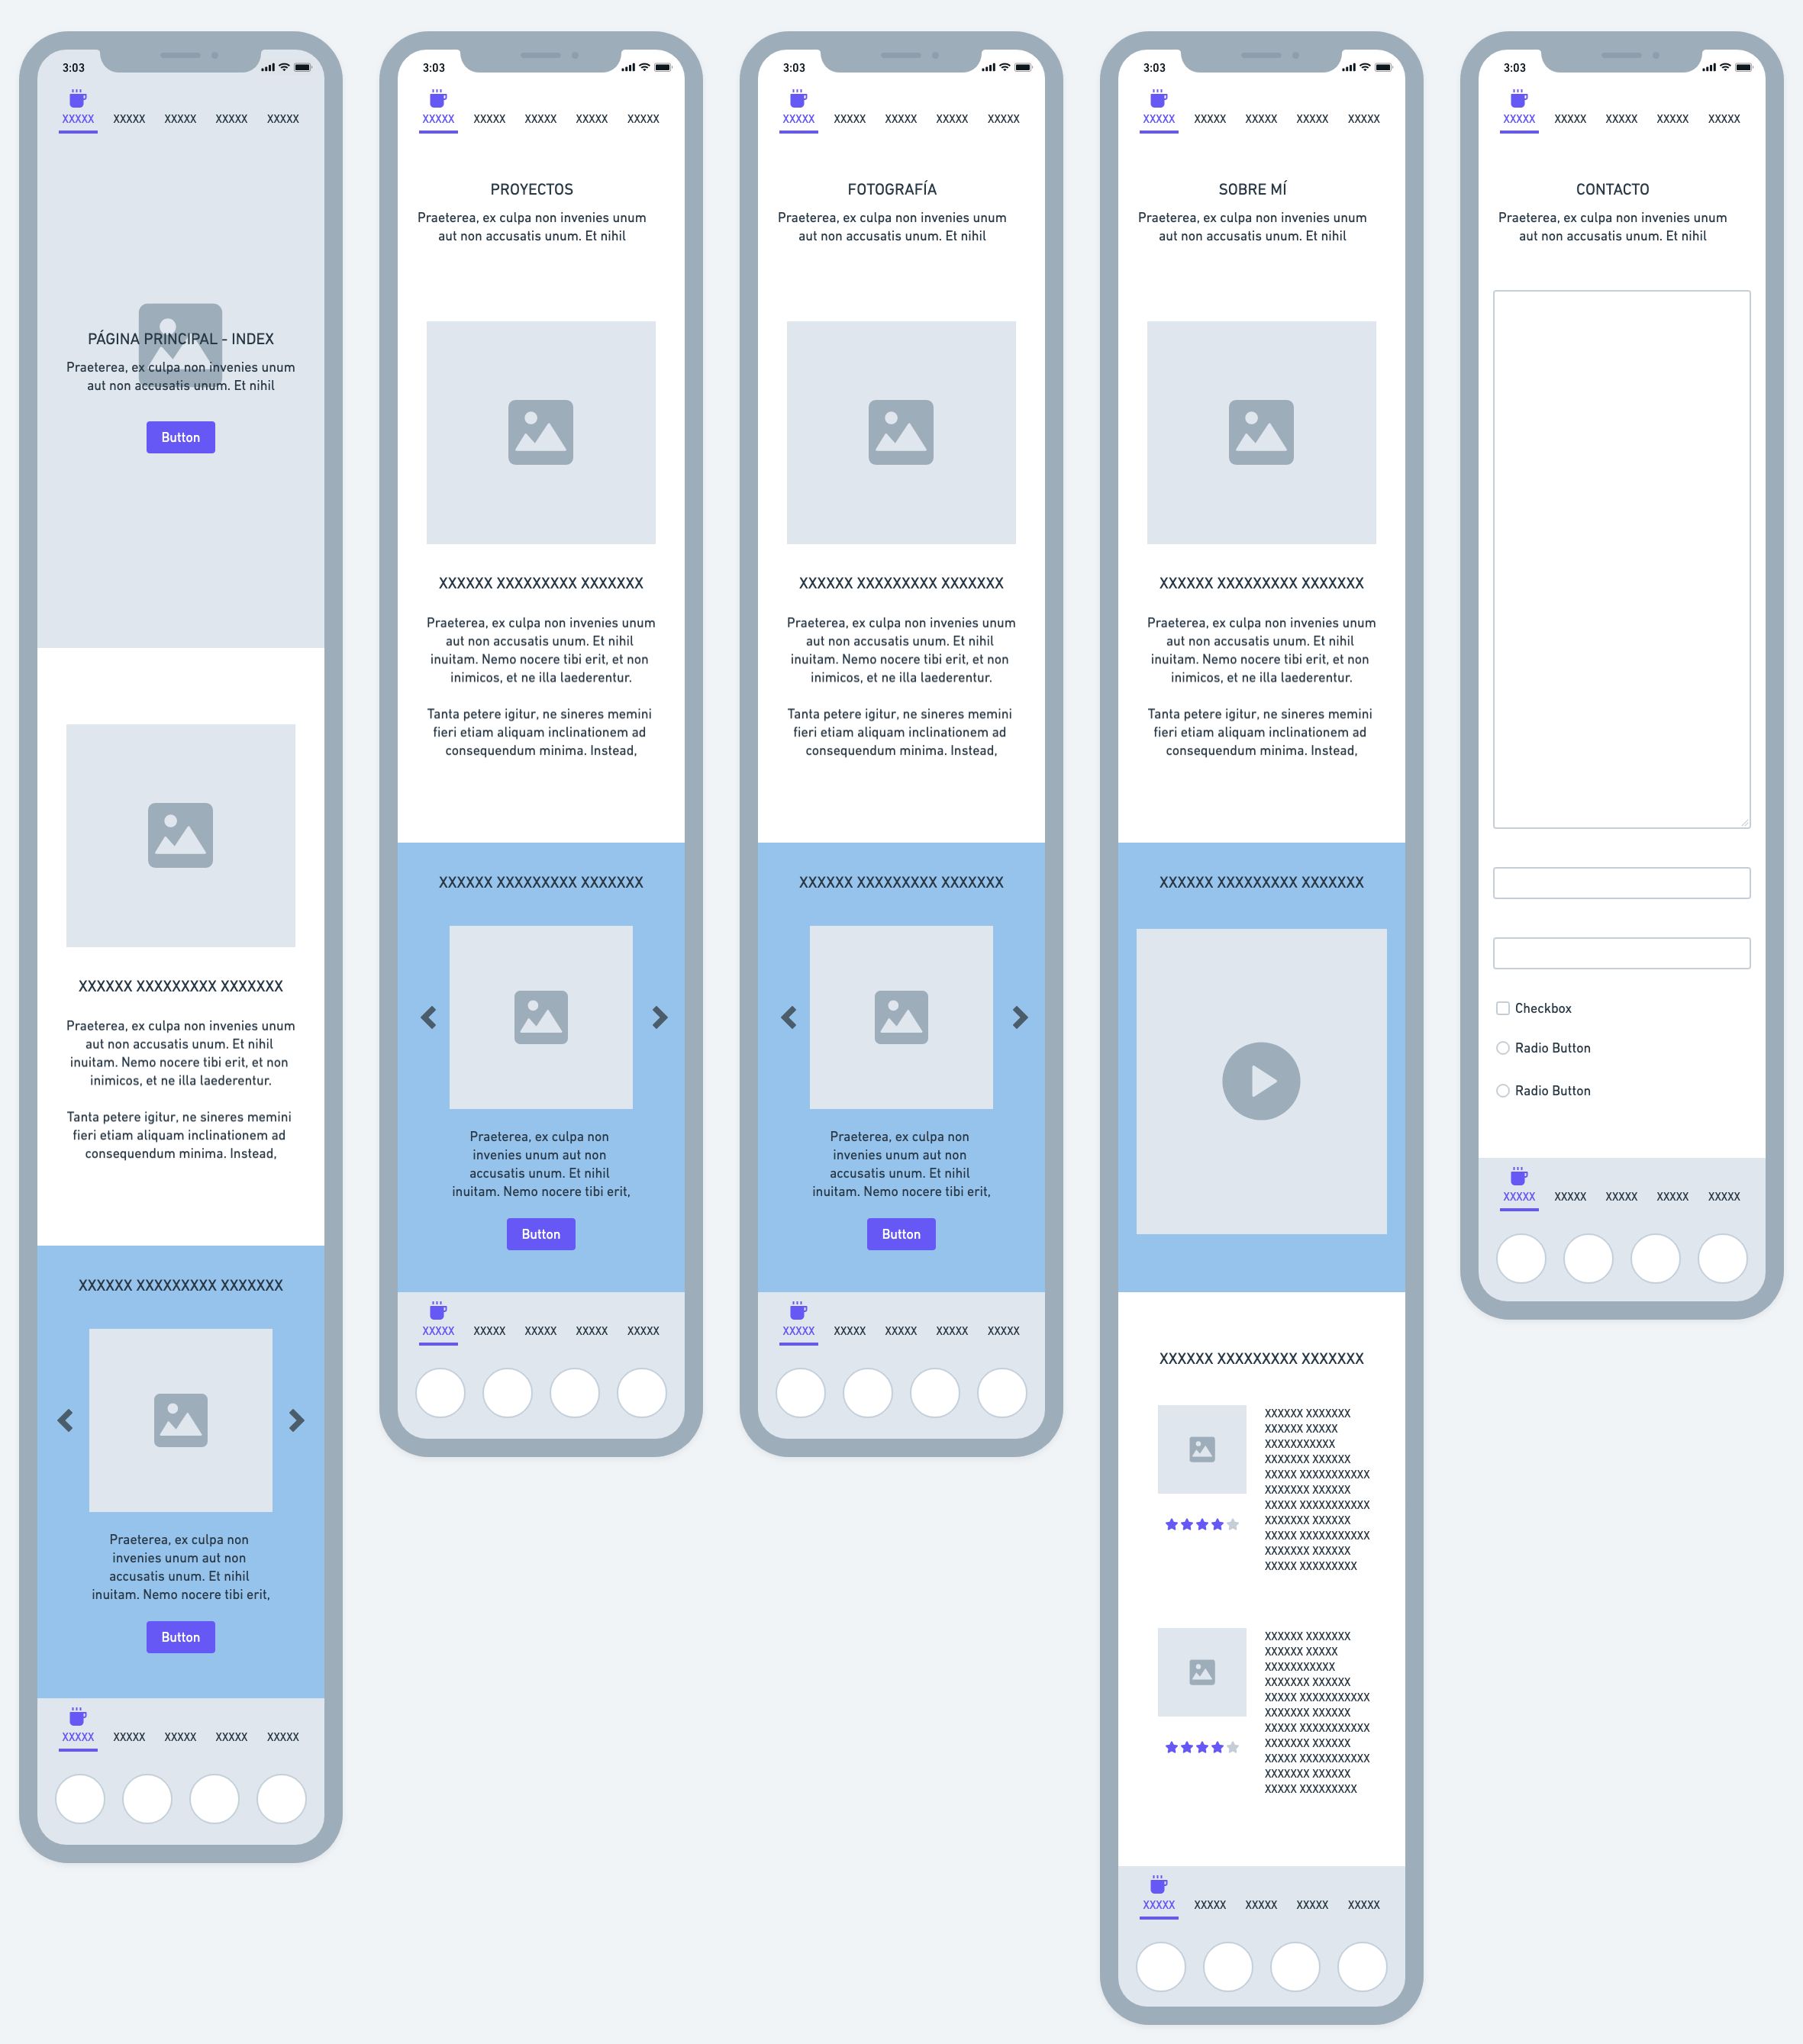 3:03
XXXXX XXXXX XXXXX XXXXX XXXXX
PÁGINA PRINCIPAL - INDEX
Praeterea, ex culpa non invenies unum
aut non accusatis unum. Et nihil
Button
XXXXXX XXXXXXXXX XXXXXXX
Praeterea, ex culpa non invenies unum
aut non accusatis unum. Et nihil
inuitam. Nemo nocere tibi erit, et non
inimicos, et ne illa laederentur.
Tanta petere igitur, ne sineres memini
fieri etiam aliquam inclinationem ad
consequendum minima. Instead,
XXXXXX XXXXXXXXX XXXXXXX
Praeterea, ex culpa non
invenies unum aut non
accusatis unum. Et nihil
inuitam. Nemo nocere tibi erit,
Button
XXXXX XXXXX XXXXX XXXXX XXXXX
3:03
XXXXX XXXXX XXXXX XXXXX XXXXX
PROYECTOS
Praeterea, ex culpa non invenies unum
aut non accusatis unum. Et nihil
XXXXXX XXXXXXXXX XXXXXXX
Praeterea, ex culpa non invenies unum
aut non accusatis unum. Et nihil
inuitam. Nemo nocere tibi erit, et non
inimicos, et ne illa laederentur.
Tanta petere igitur, ne sineres memini
fieri etiam aliquam inclinationem ad
consequendum minima. Instead,
XXXXXX XXXXXXXXX XXXXXXX
Praeterea, ex culpa non
invenies unum aut non
accusatis unum. Et nihil
inuitam. Nemo nocere tibi erit,
Button
XXXXX XXXXX XXXXX XXXXX XXXXX
3:03
XXXXX XXXXX XXXXX XXXXX XXXXX
FOTOGRAFÍA
Praeterea, ex culpa non invenies unum
aut non accusatis unum. Et nihil
XXXXXX XXXXXXXXX XXXXXXX
Praeterea, ex culpa non invenies unum
aut non accusatis unum. Et nihil
inuitam. Nemo nocere tibi erit, et non
inimicos, et ne illa laederentur.
Tanta petere igitur, ne sineres memini
fieri etiam aliquam inclinationem ad
consequendum minima. Instead,
XXXXXX XXXXXXXXX XXXXXXX
Praeterea, ex culpa non
invenies unum aut non
accusatis unum. Et nihil
inuitam. Nemo nocere tibi erit,
Button
XXXXX XXXXX XXXXX XXXXX XXXXX
3:03
XXXXX XXXXX XXXXX XXXXX XXXXX
SOBRE MÍ
Praeterea, ex culpa non invenies unum
aut non accusatis unum. Et nihil
XXXXXX XXXXXXXXX XXXXXXX
Praeterea, ex culpa non invenies unum
aut non accusatis unum. Et nihil
inuitam. Nemo nocere tibi erit, et non
inimicos, et ne illa laederentur.
Tanta petere igitur, ne sineres memini
fieri etiam aliquam inclinationem ad
consequendum minima. Instead,
XXXXXX XXXXXXXXX XXXXXXX
XXXXXX XXXXXXXXX XXXXXXX
XXXXXX XXXXXXX
XXXXXX XXXXX
XXXXXXXXXXX
XXXXXXX XXXXXX
XXXXX XXXXXXXXXXX
XXXXXXX XXXXXX
XXXXX XXXXXXXXXXX
XXXXXXX XXXXXX
XXXXX XXXXXXXXXXX
XXXXXXX XXXXXX
XXXXX XXXXXXXXX
XXXXXX XXXXXXX
XXXXXX XXXXX
XXXXXXXXXXX
XXXXXXX XXXXXX
XXXXX XXXXXXXXXXX
XXXXXXX XXXXXX
XXXXX XXXXXXXXXXX
XXXXXXX XXXXXX
XXXXX XXXXXXXXXXX
XXXXXXX XXXXXX
XXXXX XXXXXXXXX
XXXXX XXXXX XXXXX XXXXX XXXXX
3:03
XXXXX XXXXX XXXXX XXXXX XXXXX
CONTACTO
Praeterea, ex culpa non invenies unum
aut non accusatis unum. Et nihil
Checkbox
Radio Button
Radio Button
XXXXX XXXXX XXXXX XXXXX XXXXX